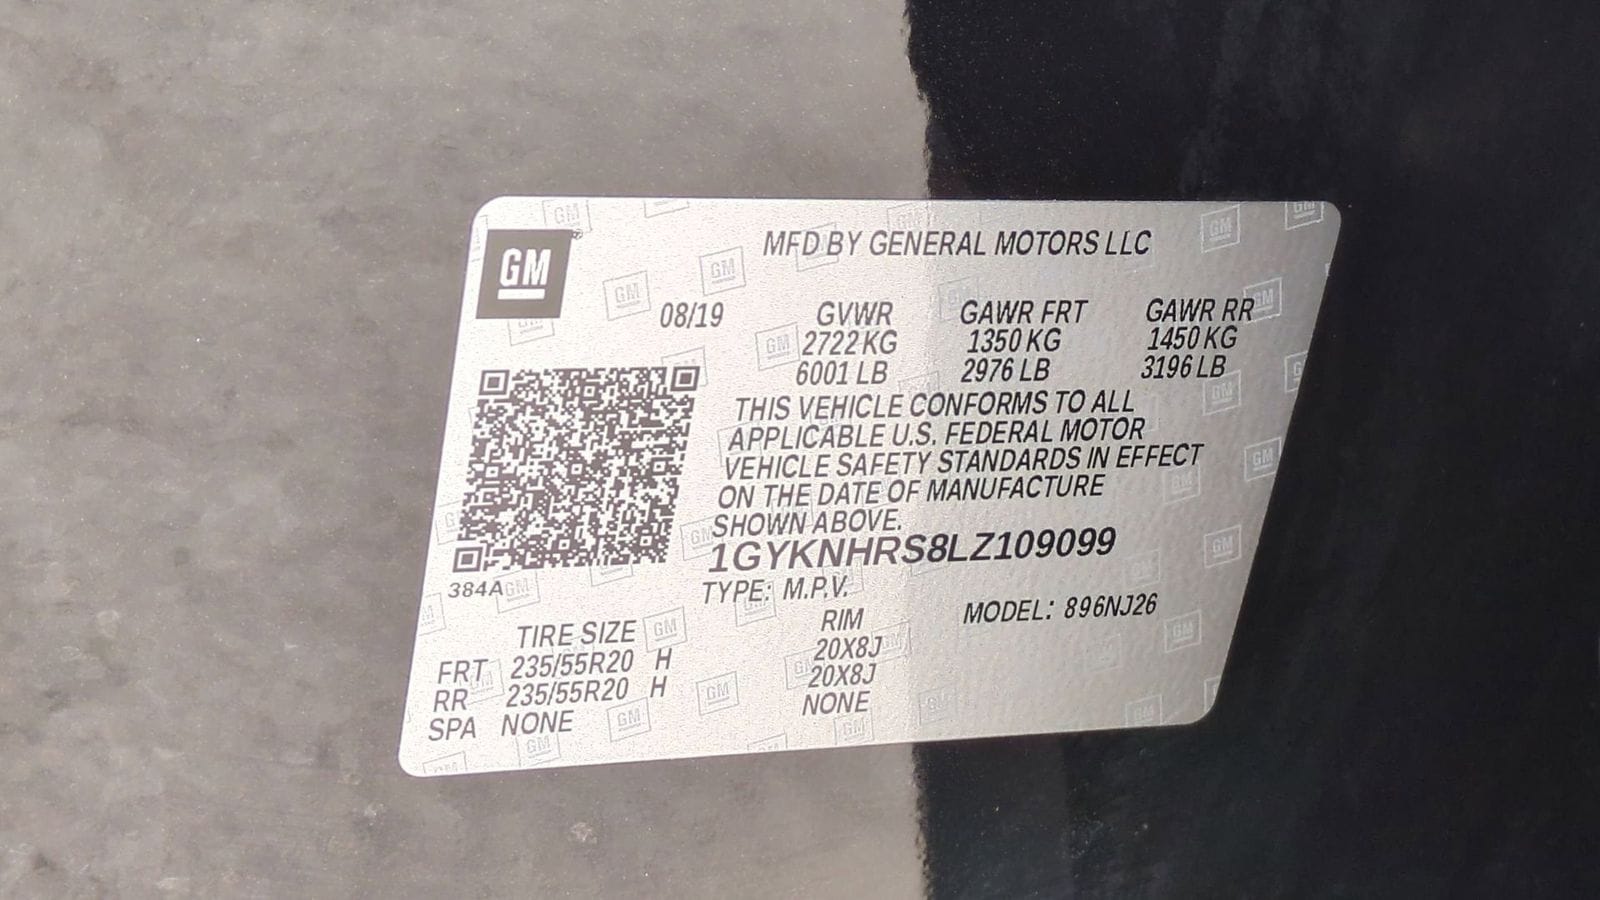 GM
MFD BY GENERAL MOTORS LLC
08/19 GVWR GAWR FRT GAWR RR
2722 KG 1350 KG 1450 KG
6001 LB 2976 LB 3196 LB
THIS VEHICLE CONFORMS TO ALL
APPLICABLE U.S. FEDERAL MOTOR
VEHICLE SAFETY STANDARDS IN EFFECT
ON THE DATE OF MANUFACTURE
SHOWN ABOVE.
1GYKNHRS8LZ109099
384A
TYPE: M.P.V. MODEL: 896NJ26
TIRE SIZE RIM
FRT 235/55R20 H 20X8J
RR 235/55R20 H 20X8J
SPA NONE NONE